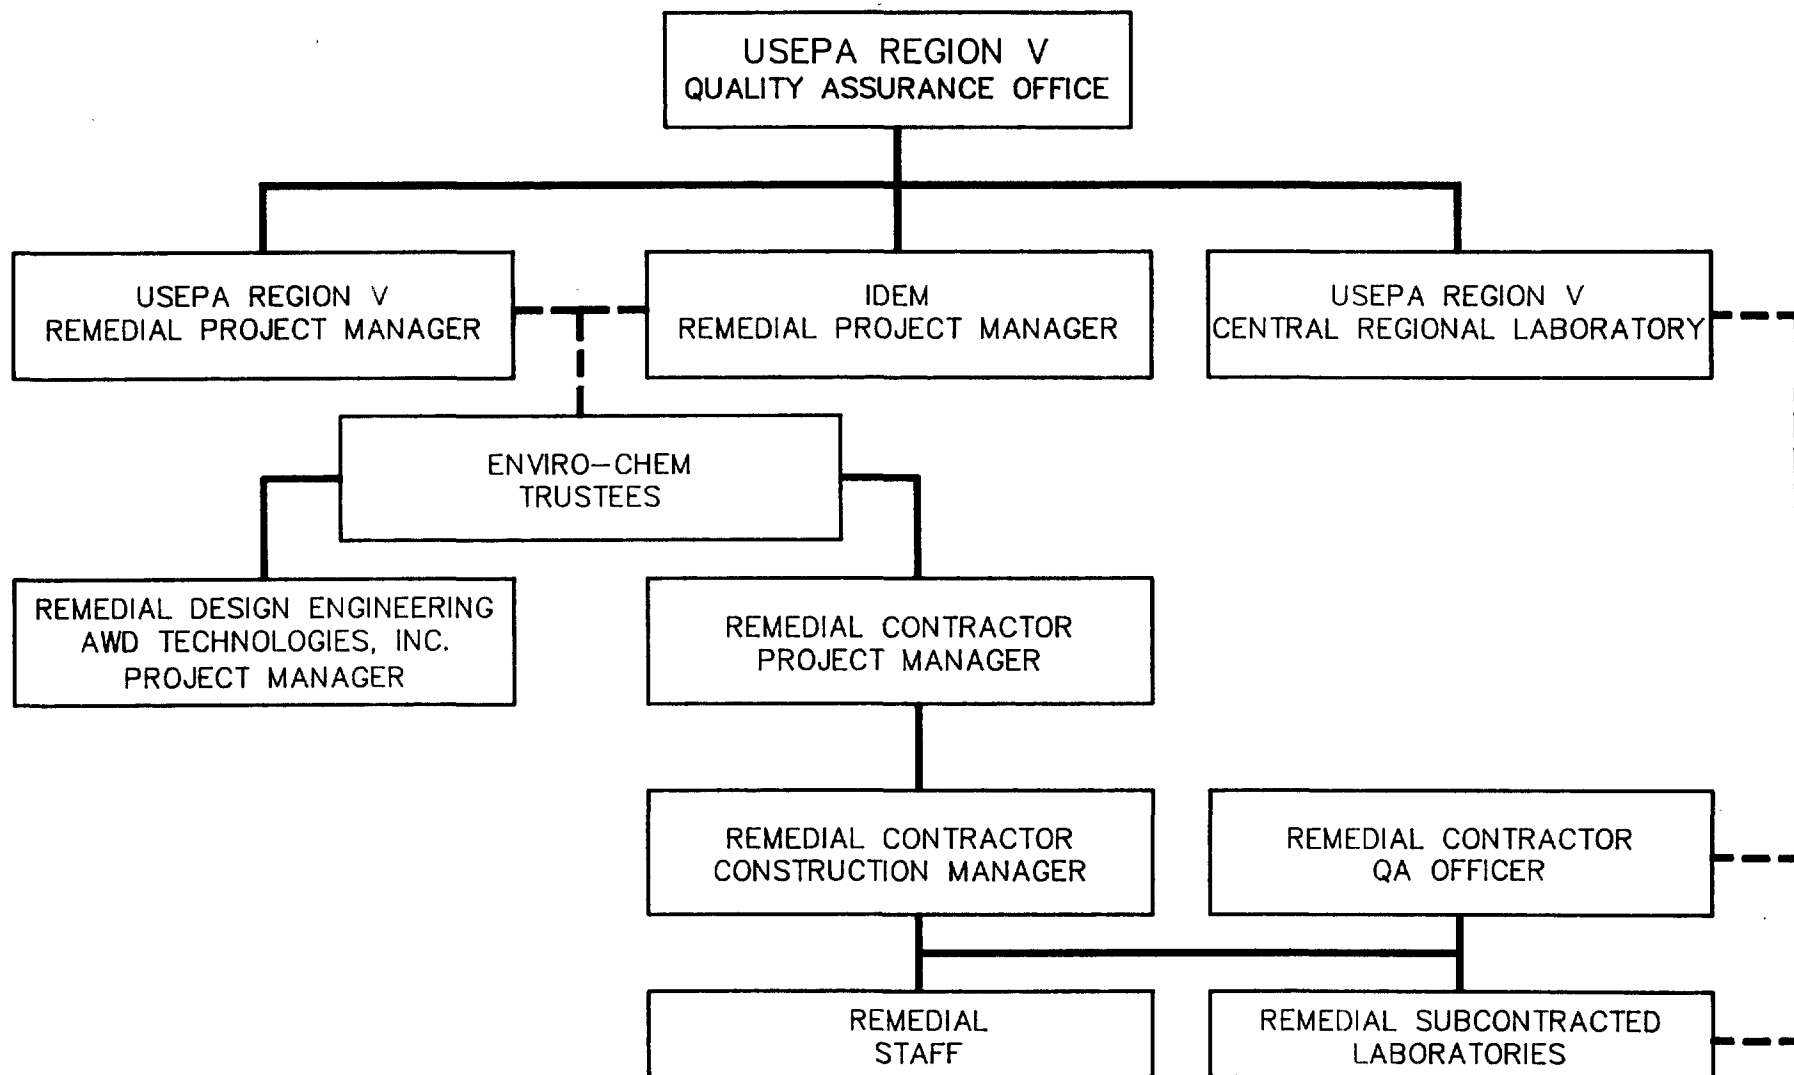 USEPA REGION V
QUALITY ASSURANCE OFFICE
USEPA REGION V
REMEDIAL PROJECT MANAGER
IDEM
REMEDIAL PROJECT MANAGER
USEPA REGION V
CENTRAL REGIONAL LABORATORY
ENVIRO-CHEM
TRUSTEES
REMEDIAL DESIGN ENGINEERING
AWD TECHNOLOGIES, INC.
PROJECT MANAGER
REMEDIAL CONTRACTOR
PROJECT MANAGER
REMEDIAL CONTRACTOR
CONSTRUCTION MANAGER
REMEDIAL CONTRACTOR
QA OFFICER
REMEDIAL
STAFF
REMEDIAL SUBCONTRACTED
LABORATORIES